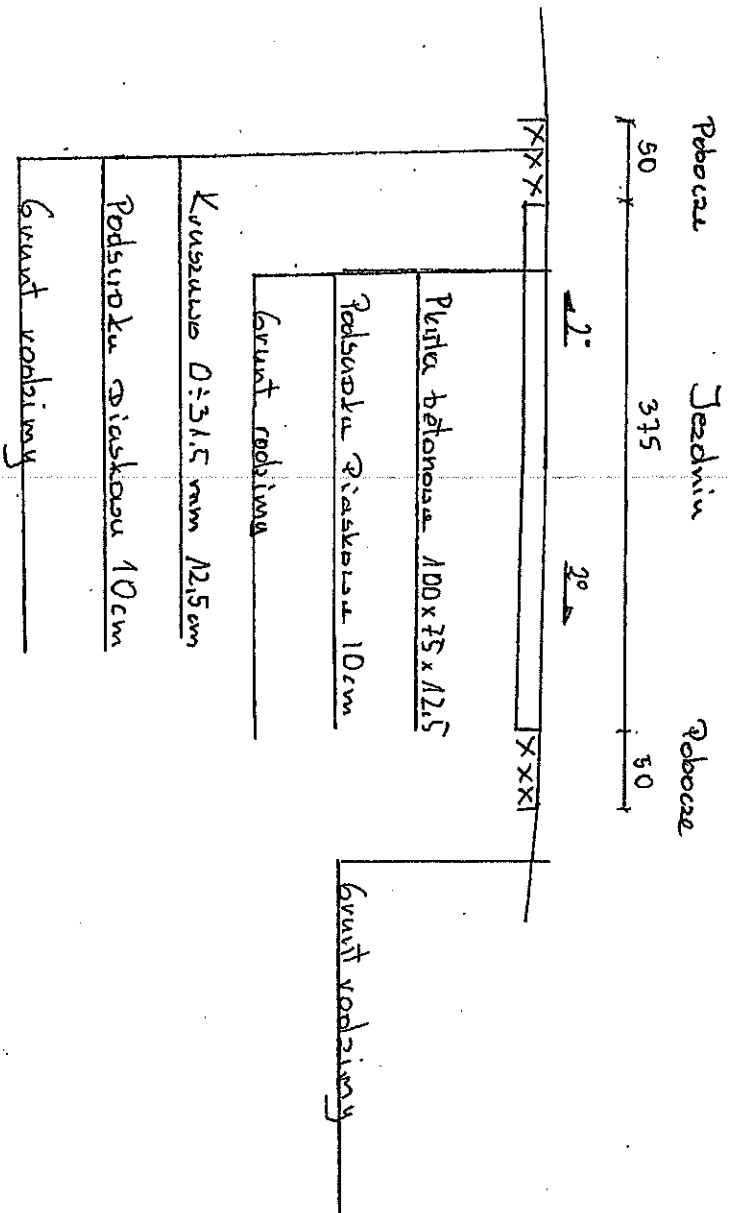 Pobocze Jezdnia Pobocze
50 375 50
2° 2°
Płyta betonowa 100x75x12,5
Podsypka piaskowa 10cm
Grunt rodzimy
Kruszywo 0÷31,5 mm 12,5cm
Podsypka piaskowa 10cm
Grunt rodzimy
Grunt rodzimy